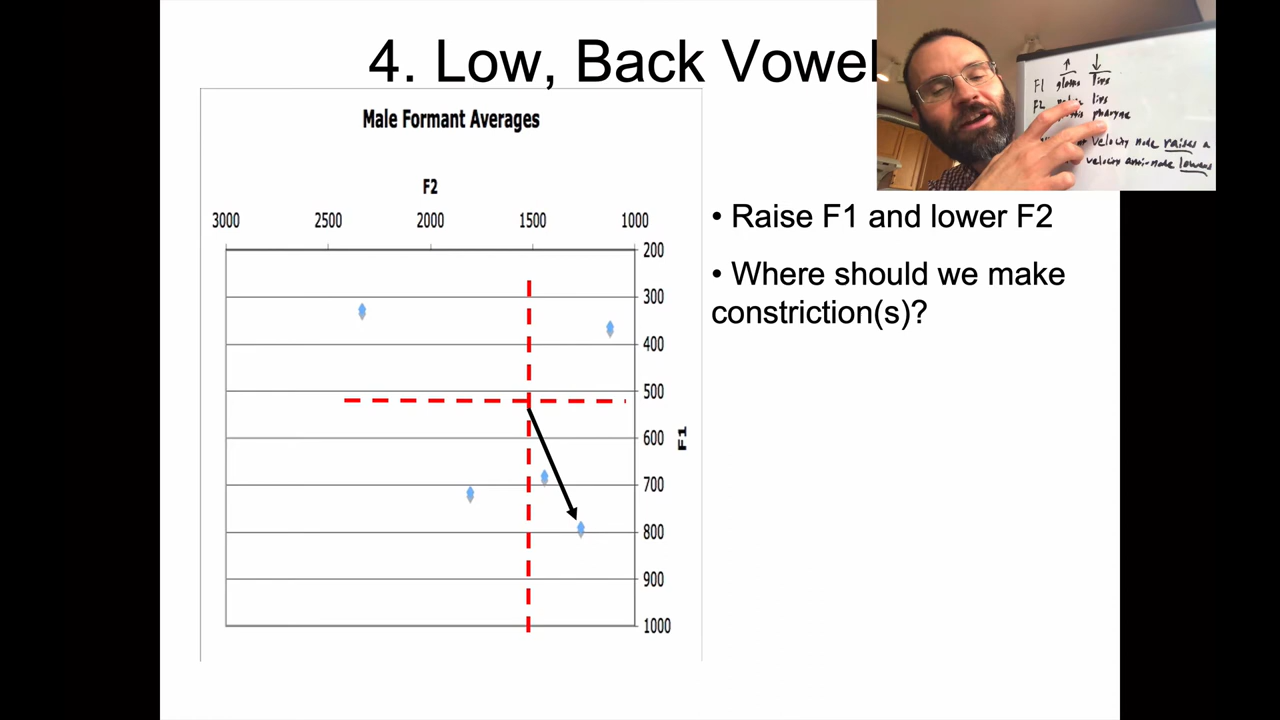 4. Low, Back Vowel
Male Formant Averages
F2
3000 2500 2000 1500 1000
200
300
400
500
600
700
800
900
1000
F1
• Raise F1 and lower F2
• Where should we make
constriction(s)?
↑ ↓
F1 glottis lips
F2 lips
pharynx
velocity node raises a
velocity anti-node lowers